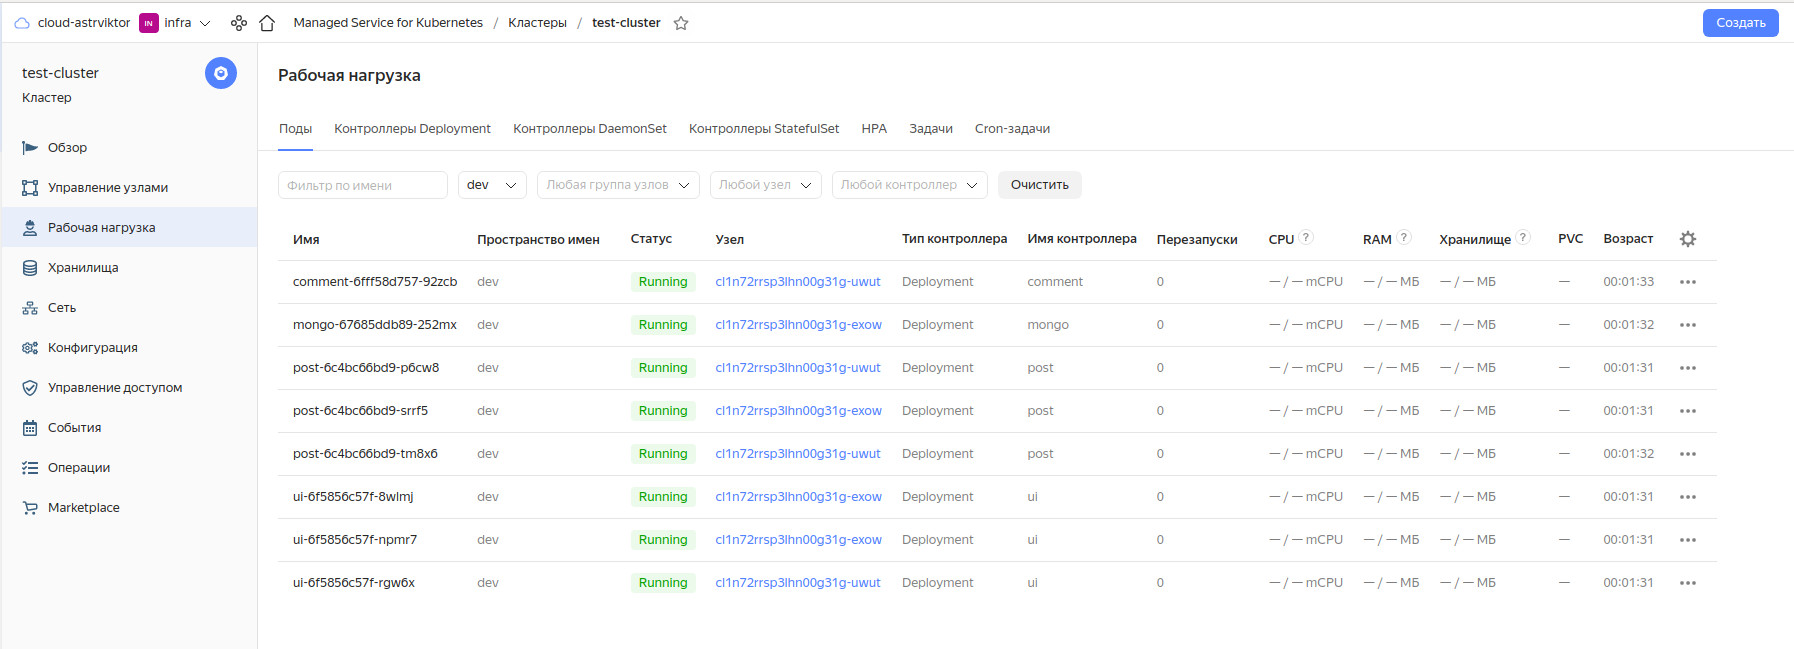 cloud-astrviktor IN infra Managed Service for Kubernetes / Кластеры / test-cluster Создать
test-cluster
Кластер
Обзор
Управление узлами
Рабочая нагрузка
Хранилища
Сеть
Конфигурация
Управление доступом
События
Операции
Marketplace
Рабочая нагрузка
Поды Контроллеры Deployment Контроллеры DaemonSet Контроллеры StatefulSet HPA Задачи Cron-задачи
Фильтр по имени dev Любая группа узлов Любой узел Любой контроллер Очистить
Имя Пространство имен Статус Узел Тип контроллера Имя контроллера Перезапуски CPU ? RAM ? Хранилище ? PVC Возраст
comment-6fff58d757-92zcb dev Running cl1n72rrsp3lhn00g31g-uwut Deployment comment 0 — / — mCPU — / — МБ — / — МБ — 00:01:33
mongo-67685ddb89-252mx dev Running cl1n72rrsp3lhn00g31g-exow Deployment mongo 0 — / — mCPU — / — МБ — / — МБ — 00:01:32
post-6c4bc66bd9-p6cw8 dev Running cl1n72rrsp3lhn00g31g-uwut Deployment post 0 — / — mCPU — / — МБ — / — МБ — 00:01:31
post-6c4bc66bd9-srrf5 dev Running cl1n72rrsp3lhn00g31g-exow Deployment post 0 — / — mCPU — / — МБ — / — МБ — 00:01:31
post-6c4bc66bd9-tm8x6 dev Running cl1n72rrsp3lhn00g31g-uwut Deployment post 0 — / — mCPU — / — МБ — / — МБ — 00:01:32
ui-6f5856c57f-8wlmj dev Running cl1n72rrsp3lhn00g31g-exow Deployment ui 0 — / — mCPU — / — МБ — / — МБ — 00:01:31
ui-6f5856c57f-npmr7 dev Running cl1n72rrsp3lhn00g31g-exow Deployment ui 0 — / — mCPU — / — МБ — / — МБ — 00:01:31
ui-6f5856c57f-rgw6x dev Running cl1n72rrsp3lhn00g31g-uwut Deployment ui 0 — / — mCPU — / — МБ — / — МБ — 00:01:31